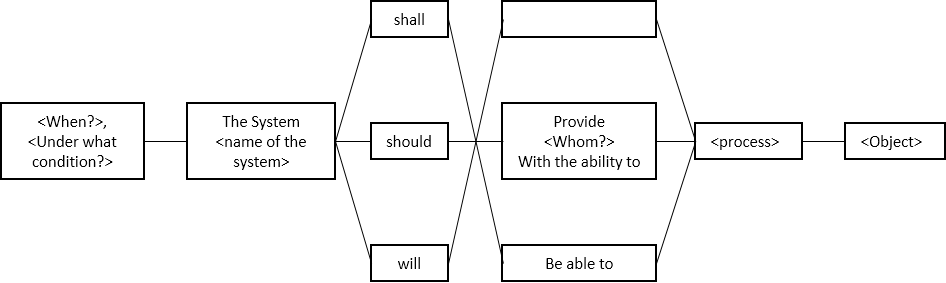 <When?>,
<Under what
condition?>
The System
<name of the
system>
shall
should
will
Provide
<Whom?>
With the ability to
Be able to
<process>
<Object>